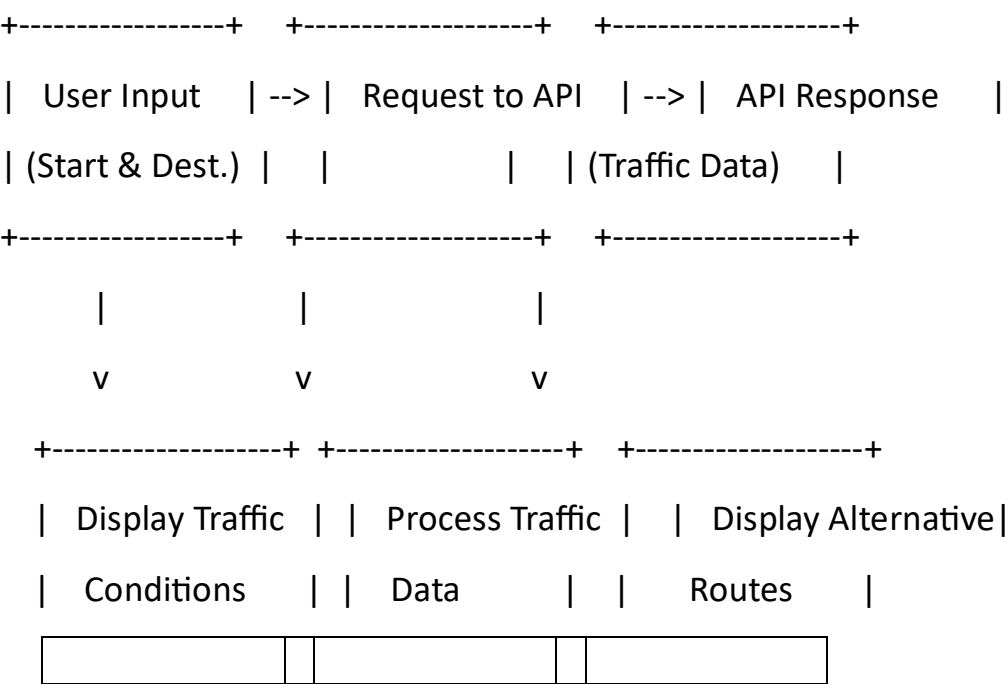 +------------------+ +--------------------+ +--------------------+
| User Input | --> | Request to API | --> | API Response |
| (Start & Dest.) | | | | (Traffic Data) |
+------------------+ +--------------------+ +--------------------+
| | |
v v v
+--------------------+ +--------------------+ +--------------------+
| Display Traffic | | Process Traffic | | Display Alternative|
| Conditions | | Data | | Routes |